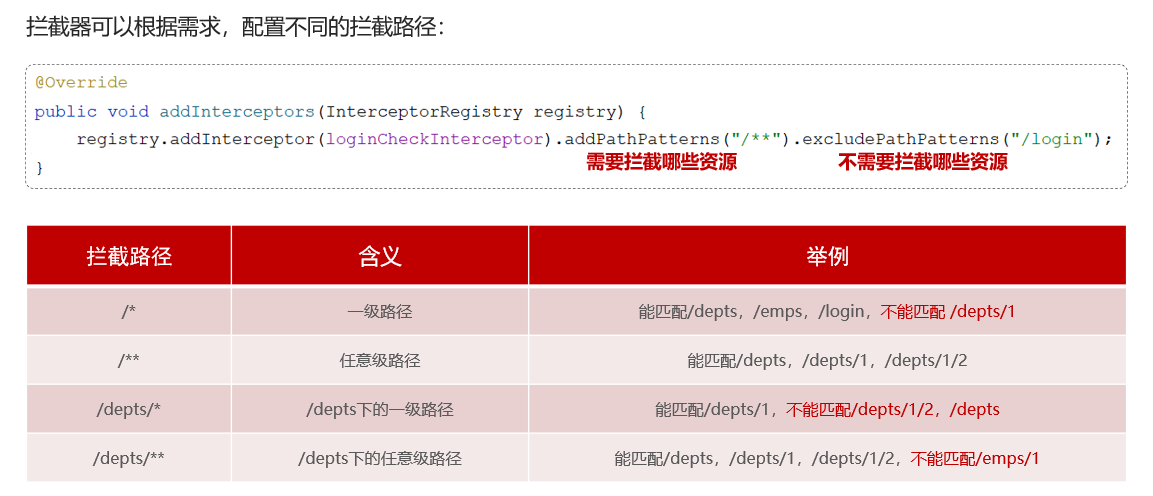 拦截器可以根据需求，配置不同的拦截路径：
@Override
public void addInterceptors(InterceptorRegistry registry) {
    registry.addInterceptor(loginCheckInterceptor).addPathPatterns("/**").excludePathPatterns("/login");
需要拦截哪些资源 不需要拦截哪些资源
}
拦截路径 含义 举例
/* 一级路径 能匹配/depts，/emps，/login，不能匹配 /depts/1
/** 任意级路径 能匹配/depts，/depts/1，/depts/1/2
/depts/* /depts下的一级路径 能匹配/depts/1，不能匹配/depts/1/2，/depts
/depts/** /depts下的任意级路径 能匹配/depts，/depts/1，/depts/1/2，不能匹配/emps/1